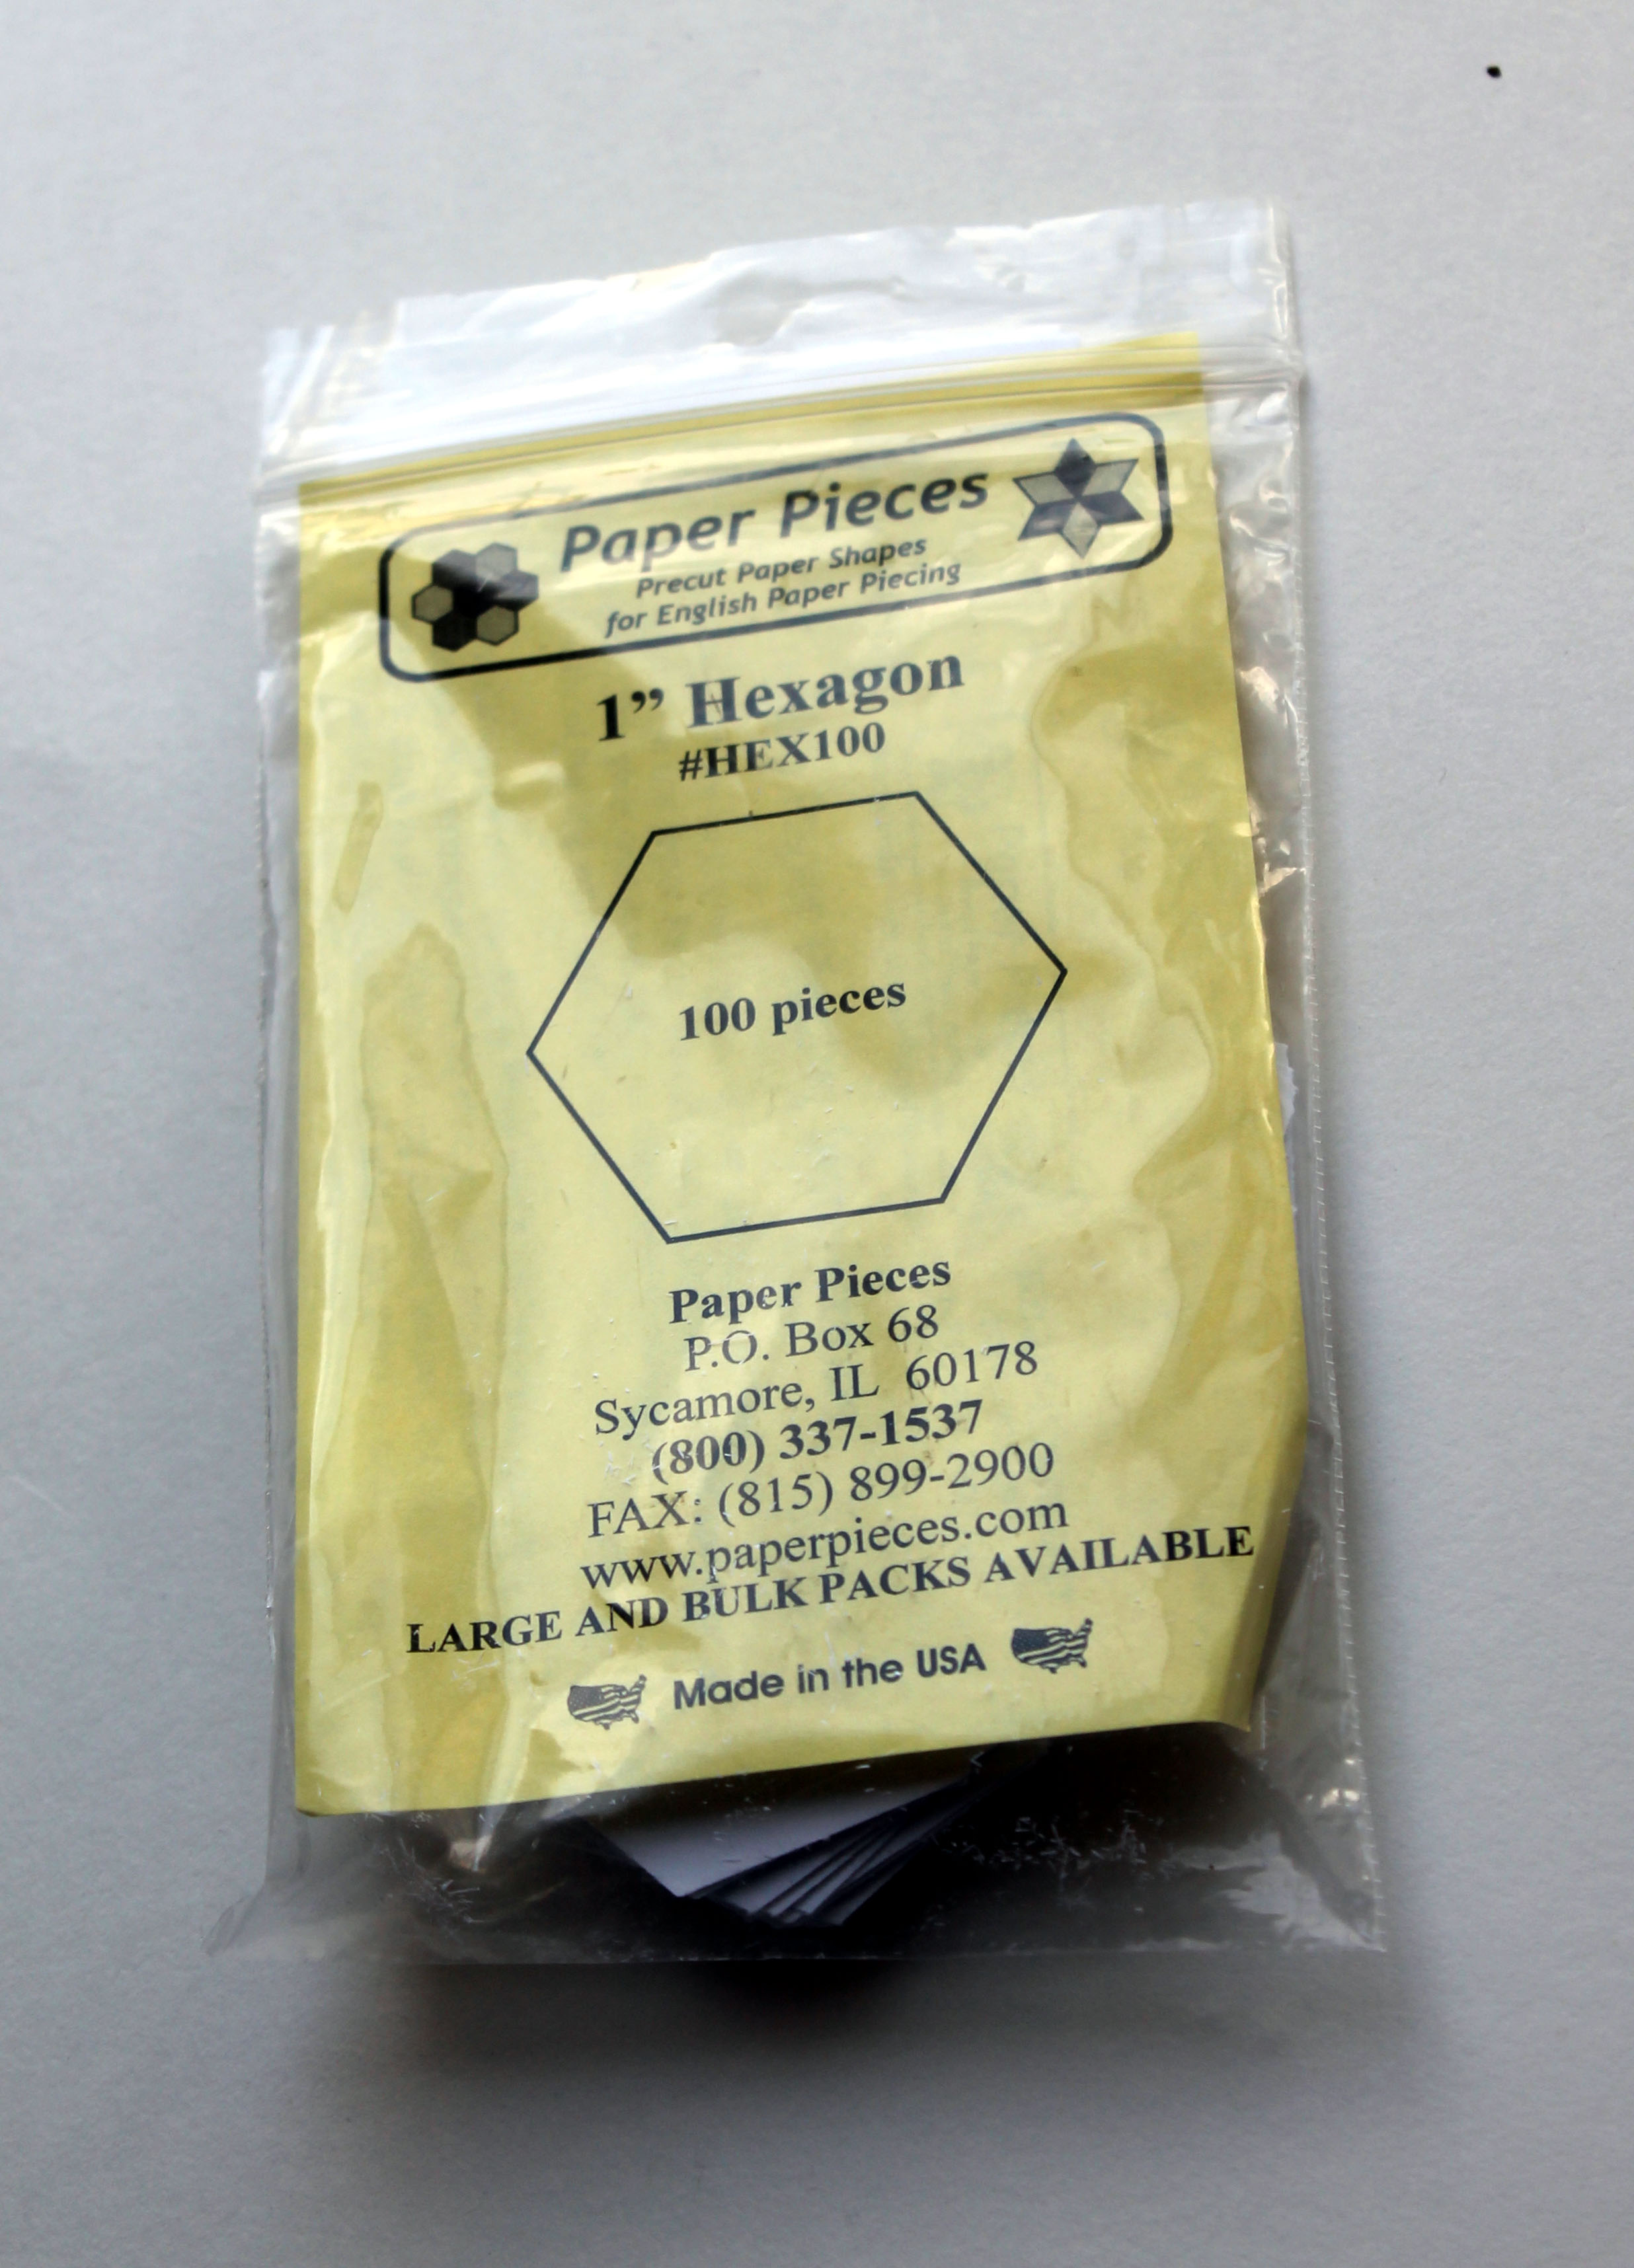 Paper Pieces
Precut Paper Shapes
for English Paper Piecing
1” Hexagon
#HEX100
100 pieces
Paper Pieces
P.O. Box 68
Sycamore, IL 60178
(800) 337-1537
FAX: (815) 899-2900
www.paperpieces.com
LARGE AND BULK PACKS AVAILABLE
Made in the USA